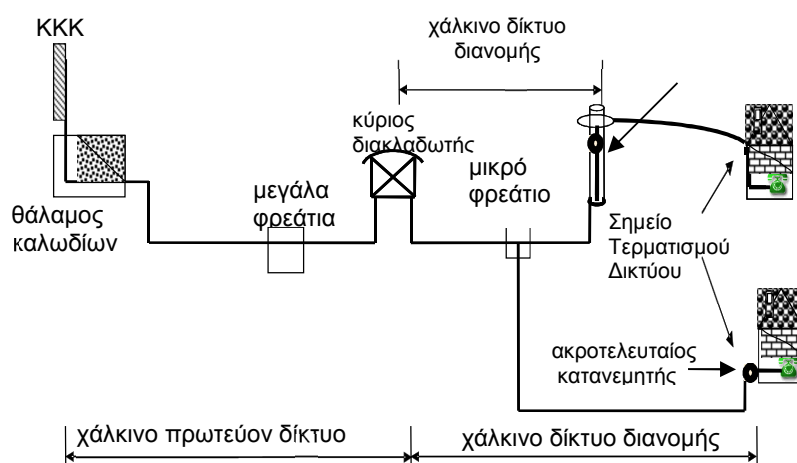 ΚΚΚ
χάλκινο δίκτυο
διανομής
κύριος
διακλαδωτής
μεγάλα
φρεάτια
μικρό
φρεάτιο
θάλαμος
καλωδίων
Σημείο
Τερματισμού
Δικτύου
ακροτελευταίος
κατανεμητής
χάλκινο πρωτεύον δίκτυο
χάλκινο δίκτυο διανομής